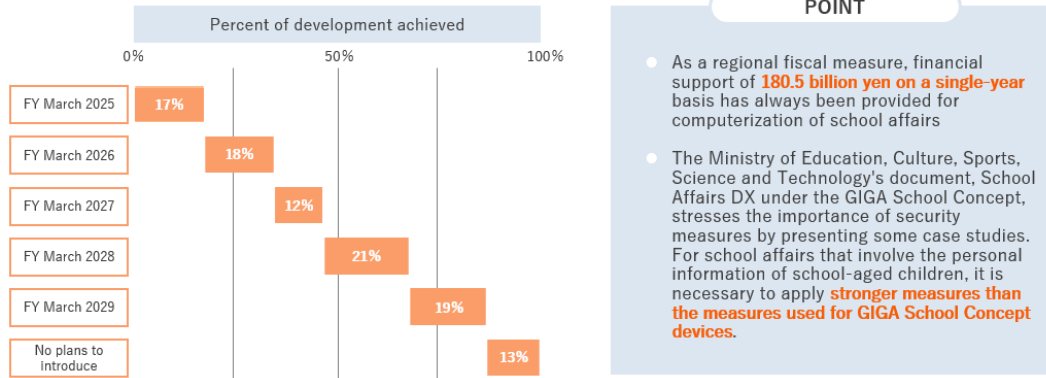 Percent of development achieved
0%
50%
100%
FY March 2025
17%
FY March 2026
18%
FY March 2027
12%
FY March 2028
21%
FY March 2029
19%
No plans to
introduce
13%
POINT
As a regional fiscal measure, financial
support of 180.5 billion yen on a single-year
basis has always been provided for
computerization of school affairs
The Ministry of Education, Culture, Sports,
Science and Technology's document, School
Affairs DX under the GIGA School Concept,
stresses the importance of security
measures by presenting some case studies.
For school affairs that involve the personal
information of school-aged children, it is
necessary to apply stronger measures than
the measures used for GIGA School Concept
devices.